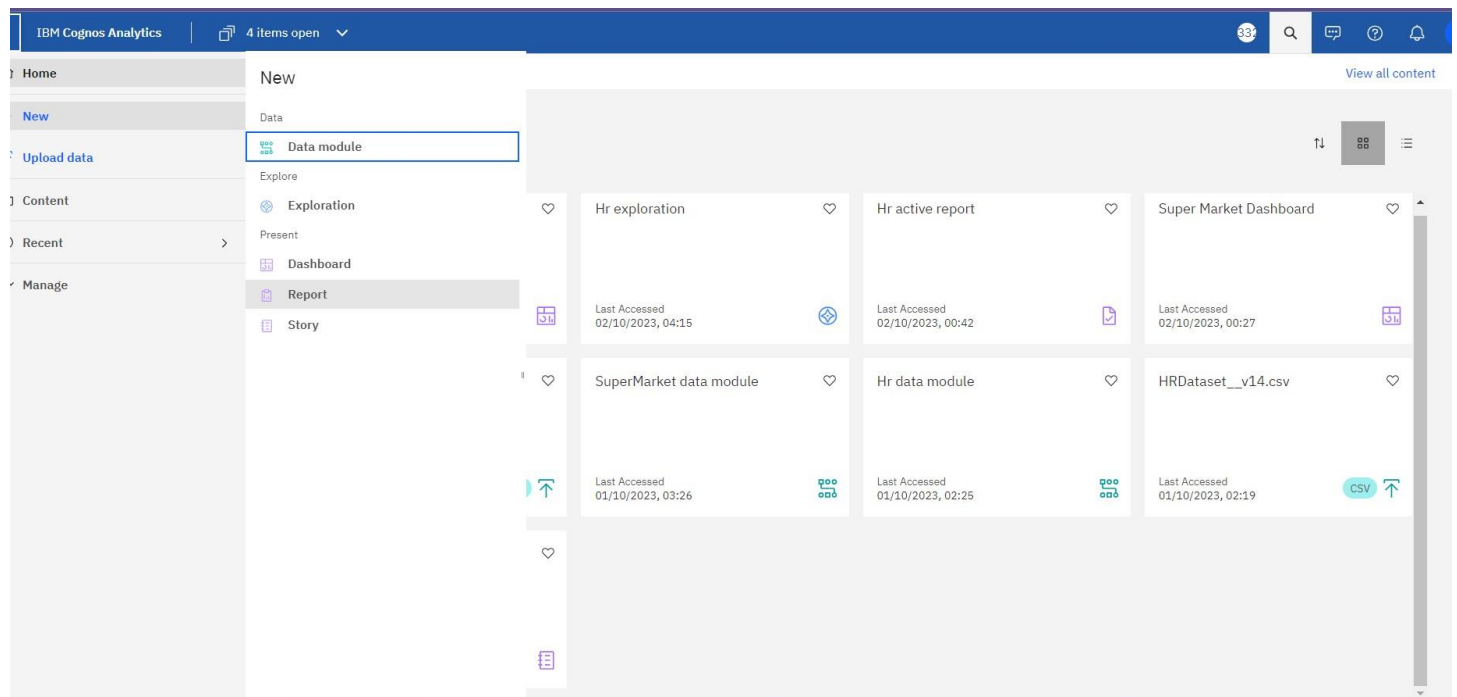 IBM Cognos Analytics
4 items open
Home
New
View all content
New
Data
Data module
Upload data
Explore
Content
Exploration
Recent
Present
Manage
Dashboard
Report
Story
Hr exploration
Hr active report
Super Market Dashboard
Last Accessed
02/10/2023, 04:15
Last Accessed
02/10/2023, 00:42
Last Accessed
02/10/2023, 00:27
SuperMarket data module
Hr data module
HRDataset__v14.csv
Last Accessed
01/10/2023, 03:26
Last Accessed
01/10/2023, 02:25
Last Accessed
01/10/2023, 02:19
CSV